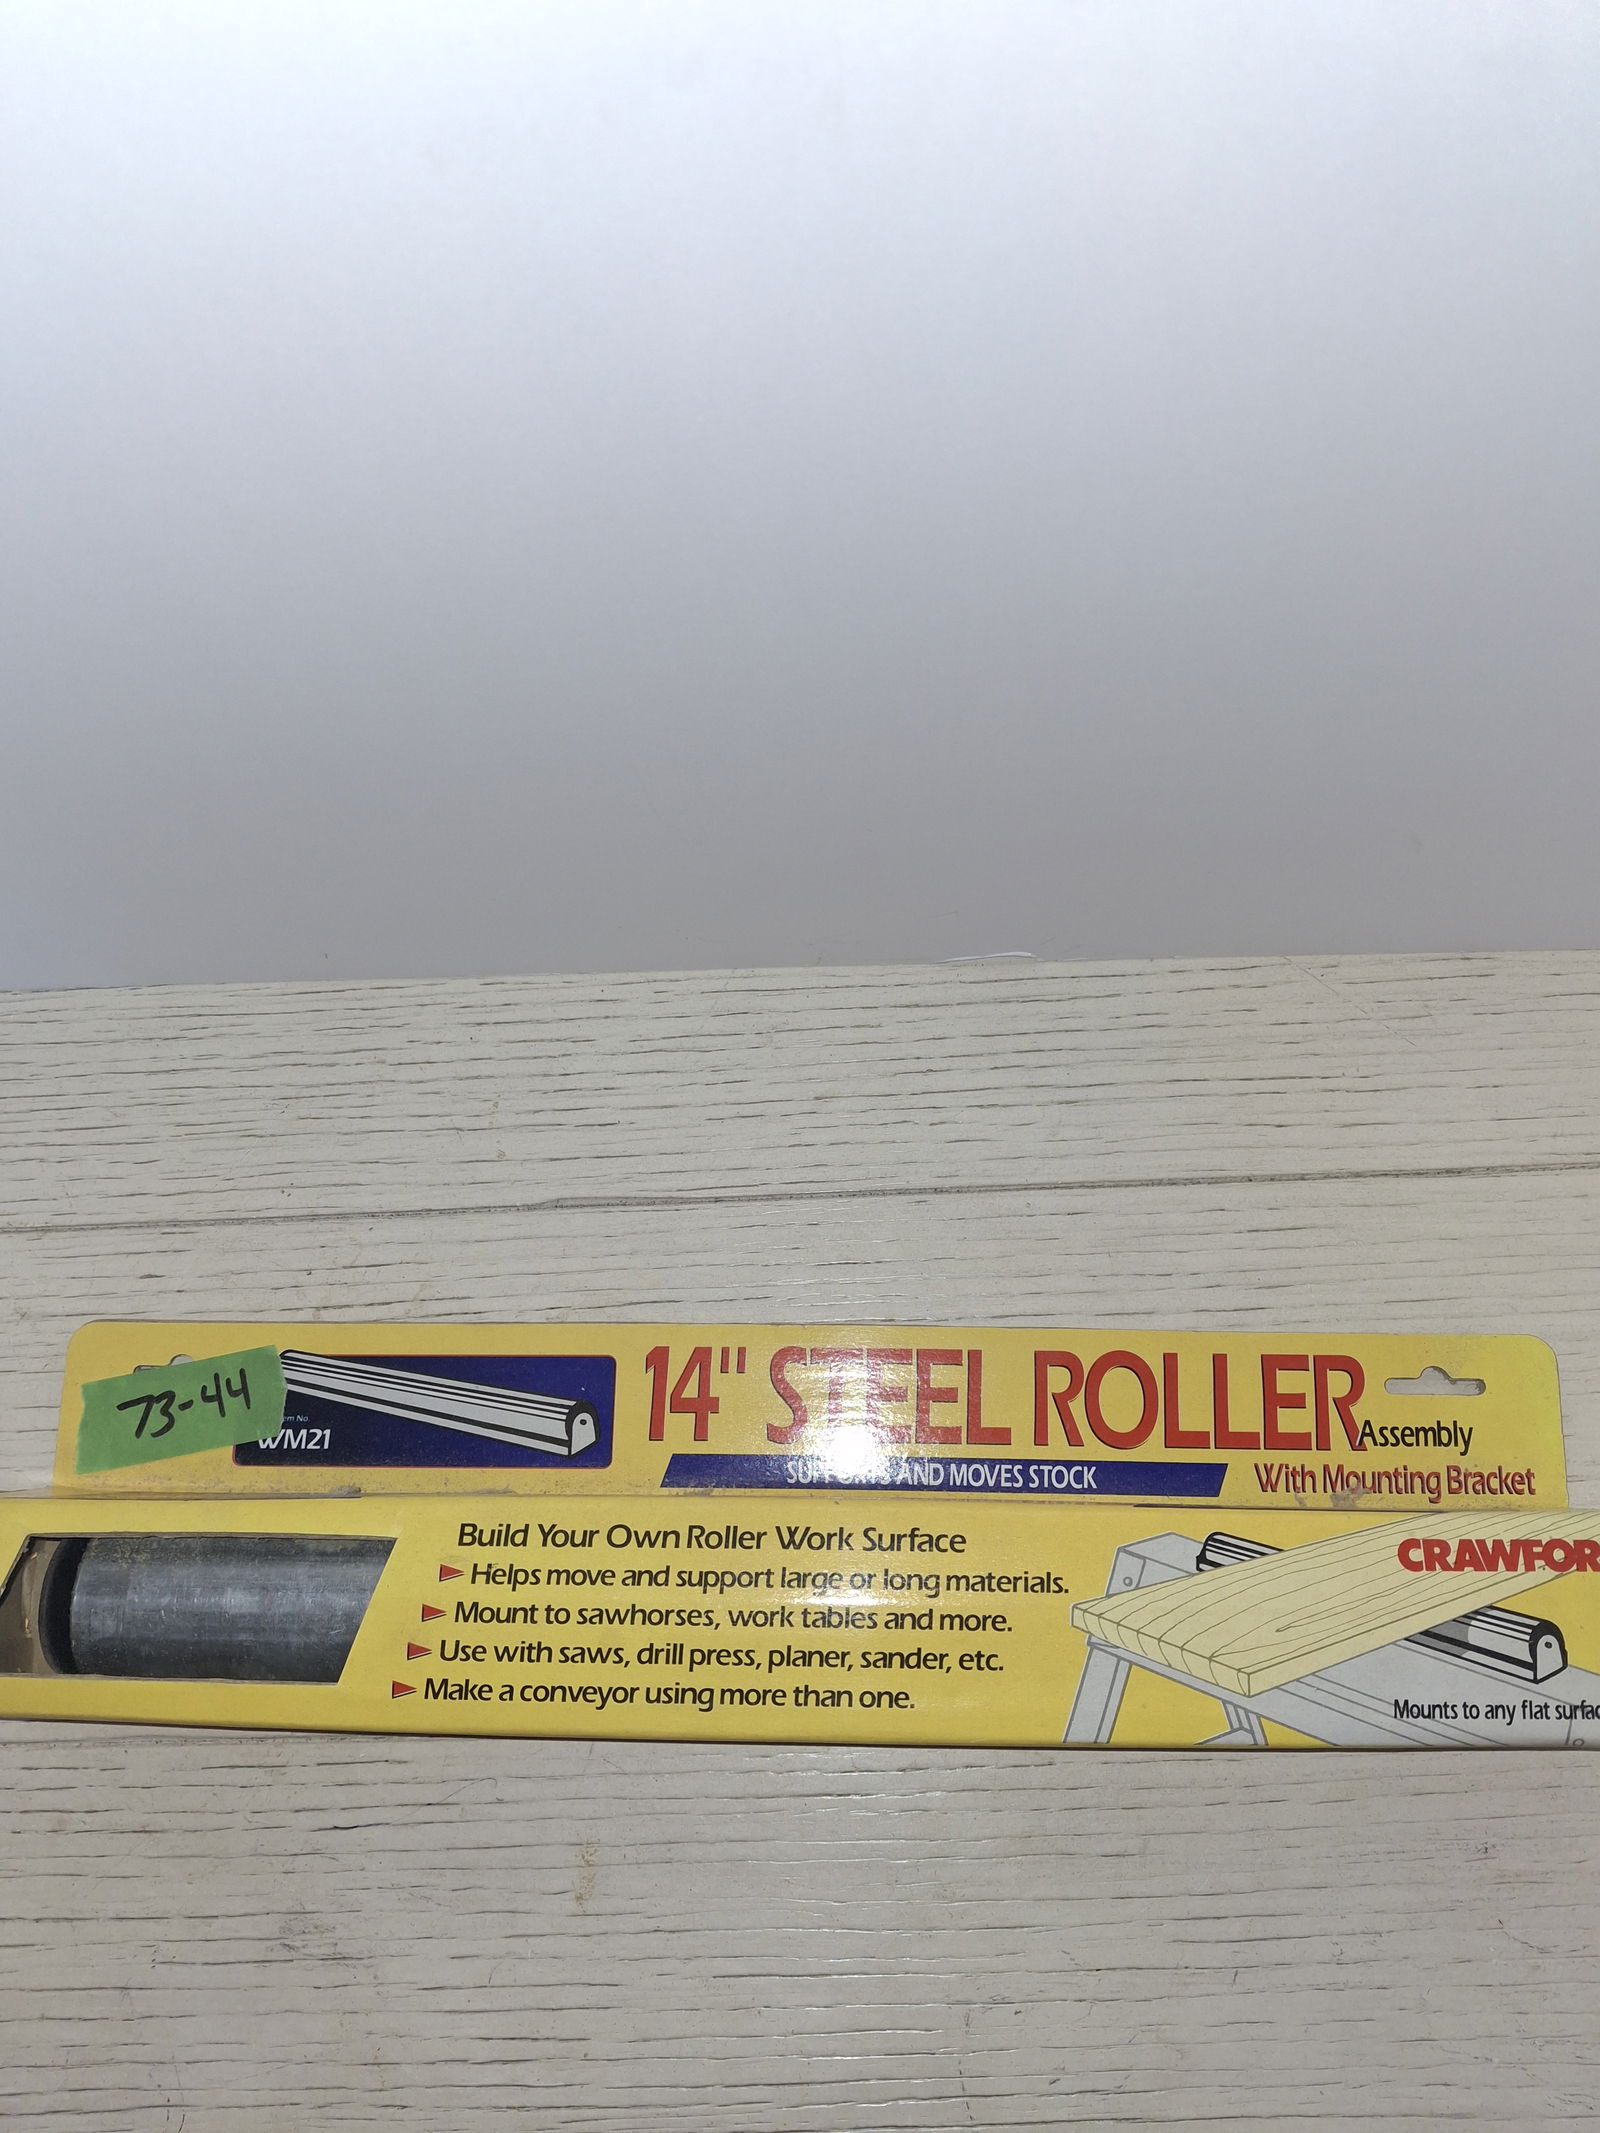 73-44
WM21
14" STEEL ROLLER
Assembly
AND MOVES STOCK
With Mounting Bracket
Build Your Own Roller Work Surface
Helps move and support large or long materials.
Mount to sawhorses, work tables and more.
Use with saws, drill press, planer, sander, etc.
Make a conveyor using more than one.
CRAWFOR
Mounts to any flat surfac